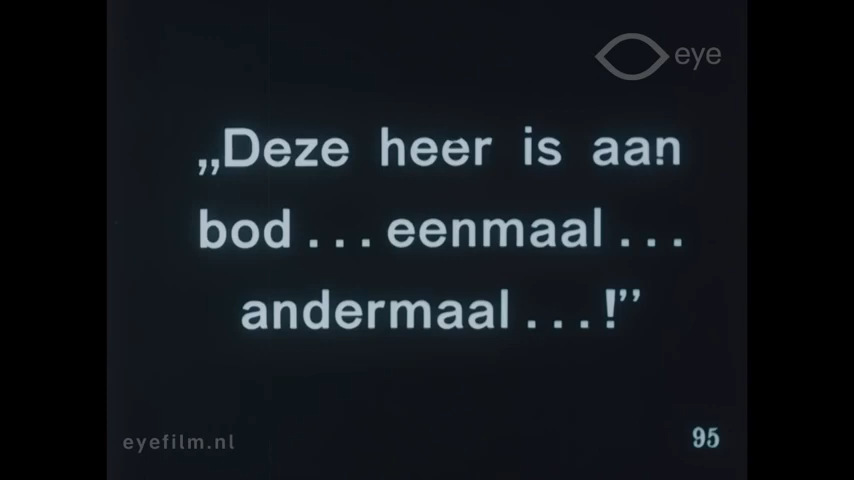 eye
„Deze heer is aan
bod ... eenmaal ...
andermaal ...!”
eyefilm.nl
95